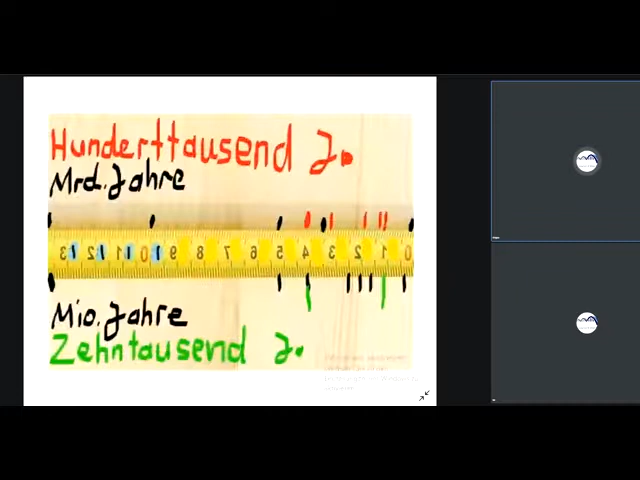 Hunderttausend J.
Mrd. Jahre
13 12 11 10 9 8 7 6 5 4 3 2 1 0
Mio. Jahre
Zehntausend J.